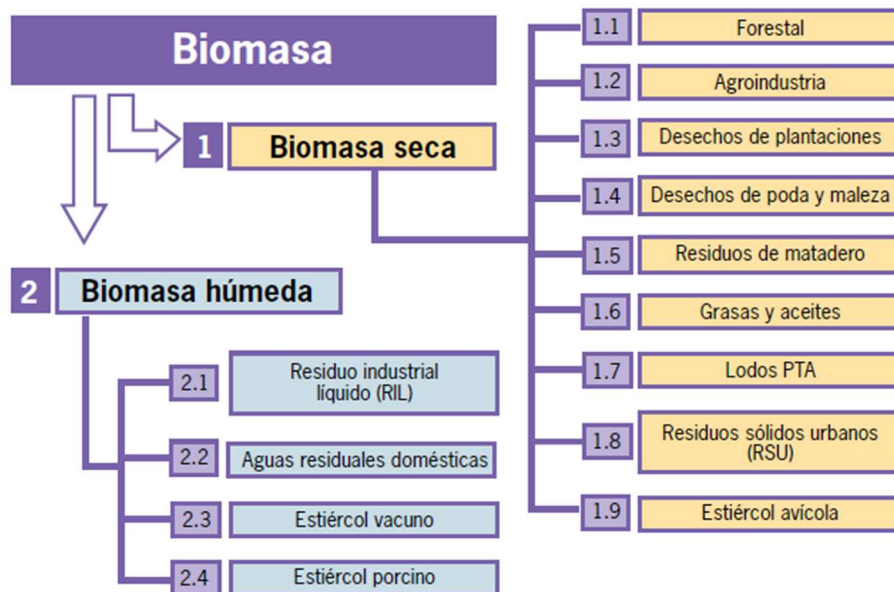 Biomasa
1 Biomasa seca
1.1 Forestal
1.2 Agroindustria
1.3 Desechos de plantaciones
1.4 Desechos de poda y maleza
1.5 Residuos de matadero
1.6 Grasas y aceites
1.7 Lodos PTA
1.8 Residuos sólidos urbanos
(RSU)
1.9 Estiércol avícola
2 Biomasa húmeda
2.1 Residuo industrial
líquido (RIL)
2.2 Aguas residuales domésticas
2.3 Estiércol vacuno
2.4 Estiércol porcino